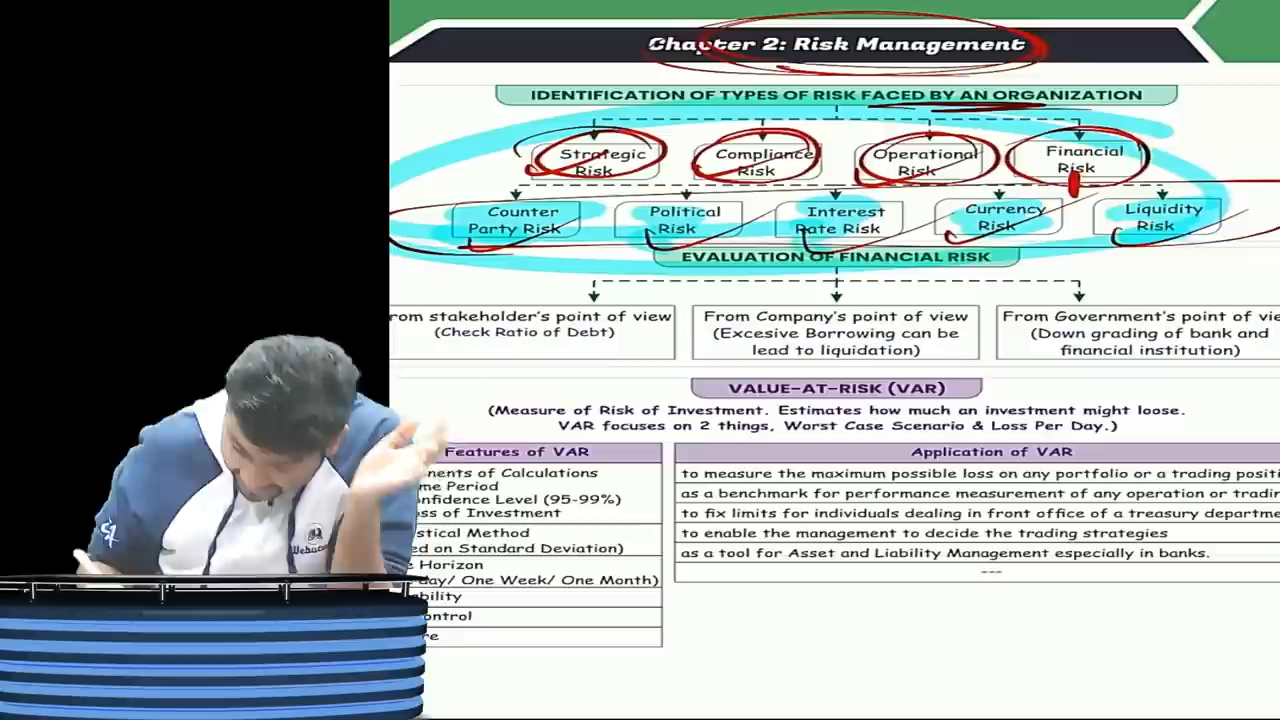 Chapter 2: Risk Management
IDENTIFICATION OF TYPES OF RISK FACED BY AN ORGANIZATION
Strategic
Risk
Compliance
Risk
Operational
Risk
Financial
Risk
Counter
Party Risk
Political
Risk
Interest
Rate Risk
Currency
Risk
Liquidity
Risk
EVALUATION OF FINANCIAL RISK
rom stakeholder's point of view
(Check Ratio of Debt)
From Company's point of view
(Excesive Borrowing can be
lead to liquidation)
From Government's point of vie
(Down grading of bank and
financial institution)
VALUE-AT-RISK (VAR)
(Measure of Risk of Investment. Estimates how much an investment might loose.
VAR focuses on 2 things, Worst Case Scenario & Loss Per Day.)
Features of VAR
nents of Calculations
me Period
nfidence Level (95-99%)
ss of Investment
stical Method
ed on Standard Deviation)
e Horizon
day/ One Week/ One Month)
bility
ontrol
re
Application of VAR
to measure the maximum possible loss on any portfolio or a trading positi
as a benchmark for performance measurement of any operation or tradin
to fix limits for individuals dealing in front office of a treasury departme
to enable the management to decide the trading strategies
as a tool for Asset and Liability Management especially in banks.
---